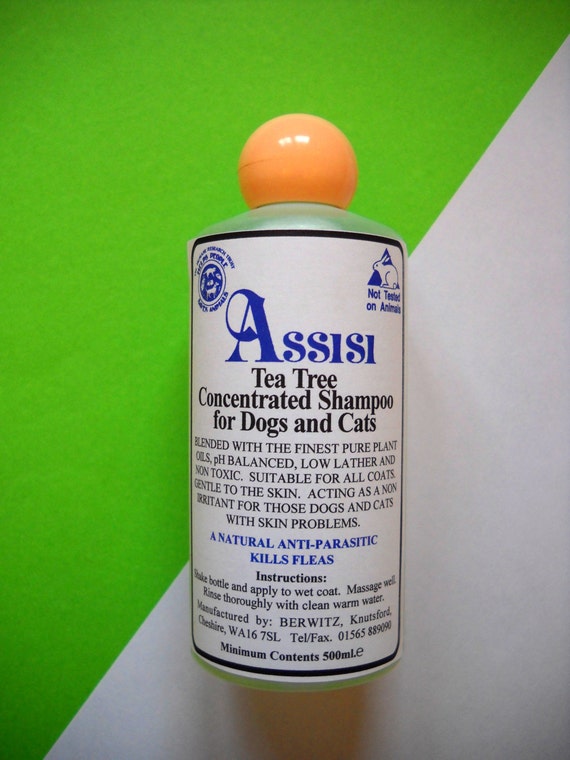 HELPS PEOPLE
Not Tested
on Animals
ASSISI
Tea Tree
Concentrated Shampoo
for Dogs and Cats
BLENDED WITH THE FINEST PURE PLANT
OILS, pH BALANCED, LOW LATHER AND
NON TOXIC. SUITABLE FOR ALL COATS.
GENTLE TO THE SKIN. ACTING AS A NON
IRRITANT FOR THOSE DOGS AND CATS
WITH SKIN PROBLEMS.
A NATURAL ANTI-PARASITIC
KILLS FLEAS
Instructions:
Shake bottle and apply to wet coat. Massage well.
Rinse thoroughly with clean warm water.
Manufactured by: BERWITZ, Knutsford,
Cheshire, WA16 7SL Tel/Fax. 01565 889090
Minimum Contents 500ml.e